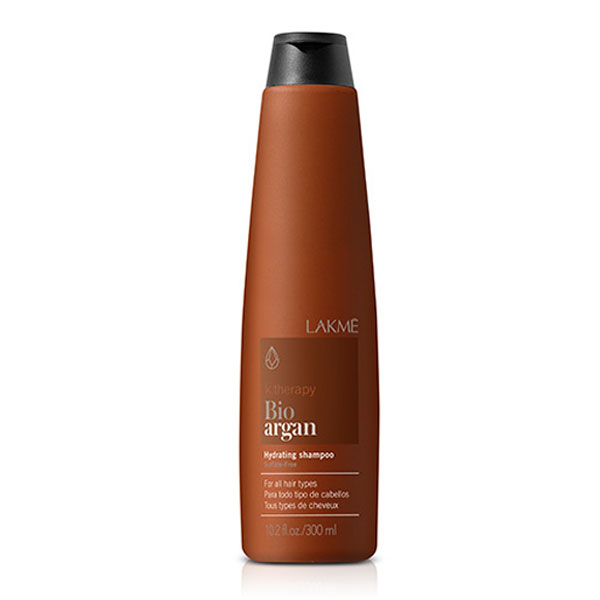 LAKMĒ
k.therapy
Bio
argan
Hydrating shampoo
Sulfate-Free
For all hair types
Para todo tipo de cabellos
Tous types de cheveux
10.2 fl.oz./300 ml